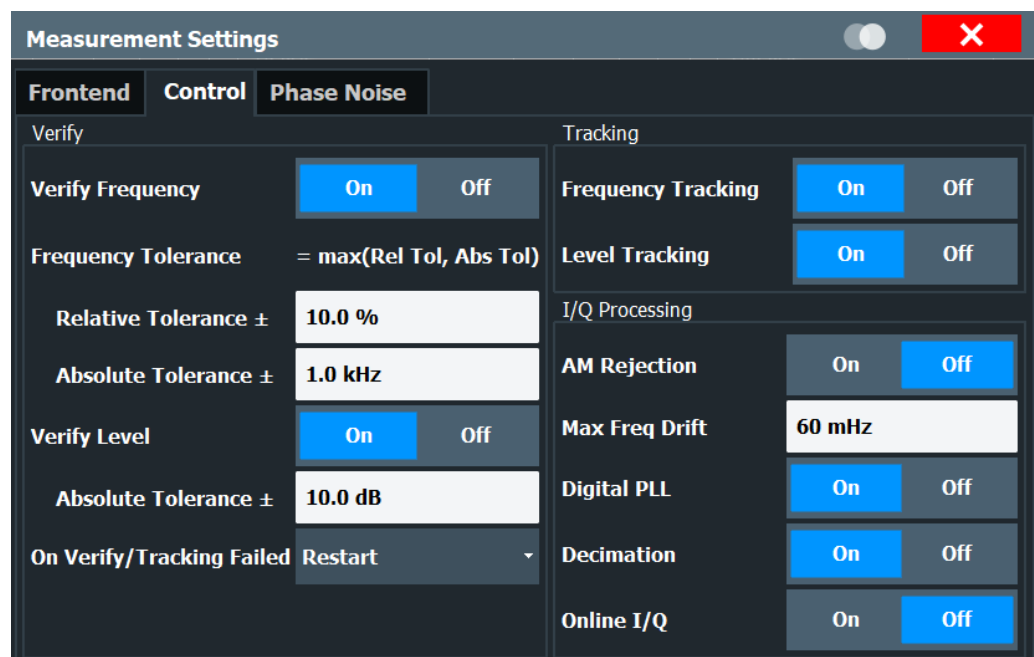 Measurement Settings
Frontend Control Phase Noise
Verify
Verify Frequency On Off
Frequency Tolerance = max(Rel Tol, Abs Tol)
Relative Tolerance ± 10.0 %
Absolute Tolerance ± 1.0 kHz
Verify Level On Off
Absolute Tolerance ± 10.0 dB
On Verify/Tracking Failed Restart
Tracking
Frequency Tracking On Off
Level Tracking On Off
I/Q Processing
AM Rejection On Off
Max Freq Drift 60 mHz
Digital PLL On Off
Decimation On Off
Online I/Q On Off